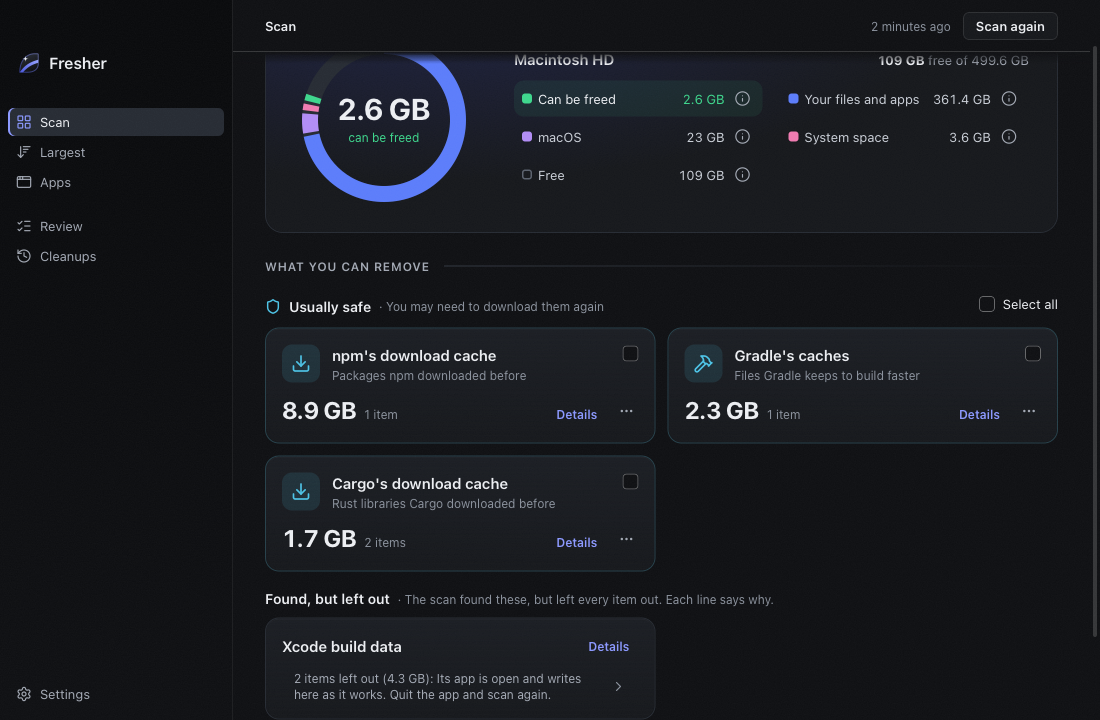 Fresher
Scan
Largest
Apps
Review
Cleanups
Settings
Scan
2 minutes ago
Scan again
Macintosh HD
109 GB free of 499.6 GB
2.6 GB
can be freed
Can be freed 2.6 GB
Your files and apps 361.4 GB
macOS 23 GB
System space 3.6 GB
Free 109 GB
WHAT YOU CAN REMOVE
Usually safe · You may need to download them again
Select all
npm's download cache
Packages npm downloaded before
8.9 GB 1 item
Details
Gradle's caches
Files Gradle keeps to build faster
2.3 GB 1 item
Details
Cargo's download cache
Rust libraries Cargo downloaded before
1.7 GB 2 items
Details
Found, but left out · The scan found these, but left every item out. Each line says why.
Xcode build data
Details
2 items left out (4.3 GB): Its app is open and writes
here as it works. Quit the app and scan again.